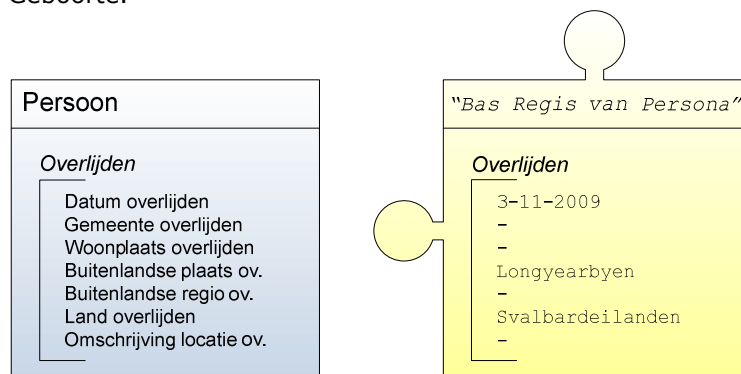 Geboorte.
Persoon
Overlijden
Datum overlijden
Gemeente overlijden
Woonplaats overlijden
Buitenlandse plaats ov.
Buitenlandse regio ov.
Land overlijden
Omschrijving locatie ov.
“Bas Regis van Persona”
Overlijden
3-11-2009
-
-
Longyearbyen
-
Svalbardeilanden
-